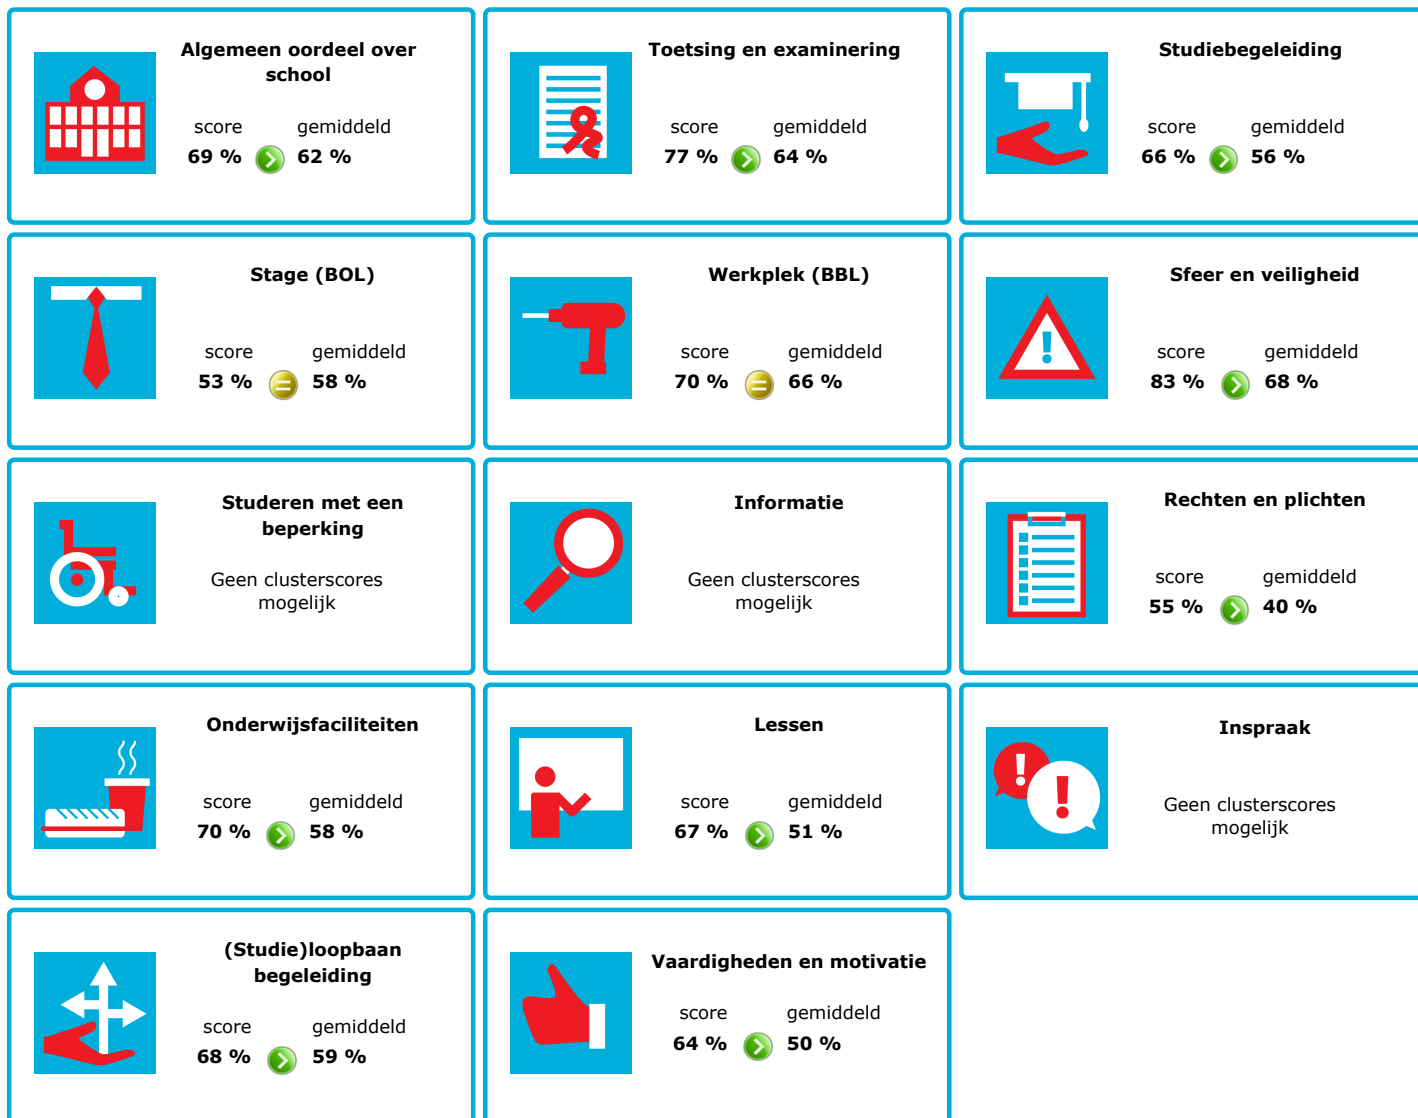 Algemeen oordeel over
school
score gemiddeld
69 % 62 %
Toetsing en examinering
score gemiddeld
77 % 64 %
Studiebegeleiding
score gemiddeld
66 % 56 %
Stage (BOL)
score gemiddeld
53 % = 58 %
Werkplek (BBL)
score gemiddeld
70 % = 66 %
Sfeer en veiligheid
!
score gemiddeld
83 % 68 %
Studeren met een
beperking
Geen clusterscores
mogelijk
Informatie
Geen clusterscores
mogelijk
Rechten en plichten
score gemiddeld
55 % 40 %
Onderwijsfaciliteiten
score gemiddeld
70 % 58 %
Lessen
score gemiddeld
67 % 51 %
Inspraak
! !
Geen clusterscores
mogelijk
(Studie)loopbaan
begeleiding
score gemiddeld
68 % 59 %
Vaardigheden en motivatie
score gemiddeld
64 % 50 %